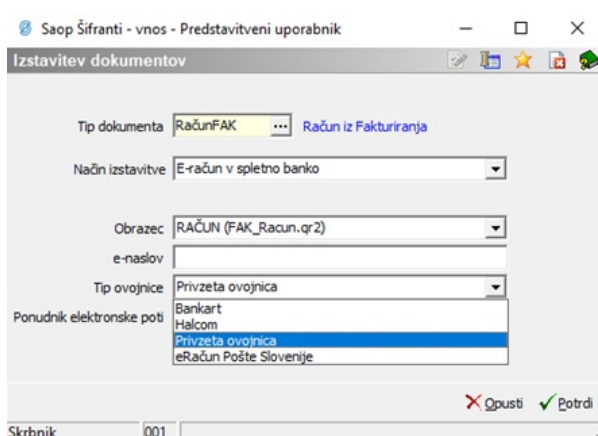 Saop Šifranti - vnos - Predstavitveni uporabnik
Izstavitev dokumentov
Tip dokumenta RačunFAK ... Račun iz Fakturiranja
Način izstavitve E-račun v spletno banko
Obrazec RAČUN (FAK_Racun.qr2)
e-naslov
Tip ovojnice Privzeta ovojnica
Ponudnik elektronske poti
Bankart
Halcom
Privzeta ovojnica
eRačun Pošte Slovenije
Opusti Potrdi
Skrbnik 001